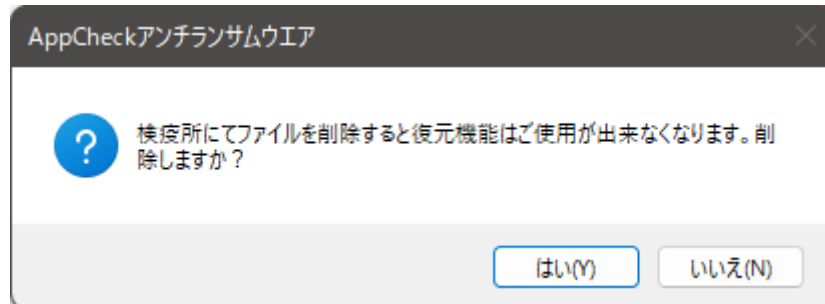 AppCheckアンチランサムウエア
?
検疫所にてファイルを削除すると復元機能はご使用が出来なくなります。削
除しますか？
はい(Y)
いいえ(N)